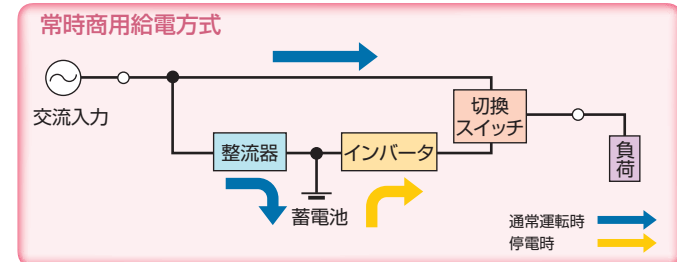 常時商用給電方式
交流入力
整流器
インバータ
切換
スイッチ
負荷
蓄電池
通常運転時
停電時